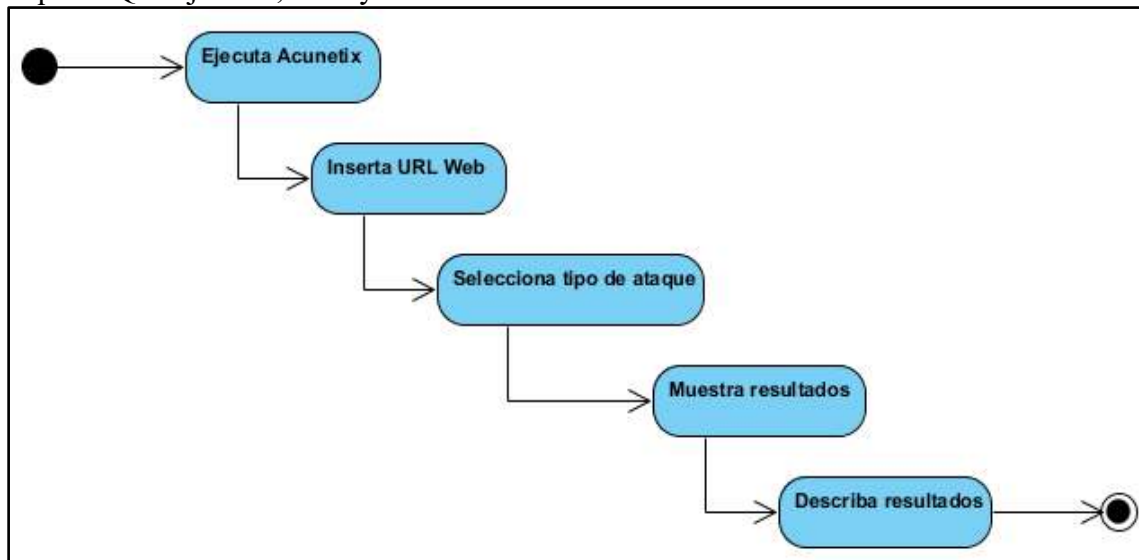 Ejecuta Acunetix
Inserta URL Web
Selecciona tipo de ataque
Muestra resultados
Describa resultados